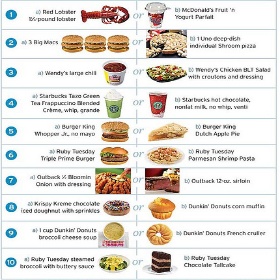 1
a) Red Lobster
1¼-pound lobster
or
b) McDonald's Fruit 'n
Yogurt Parfait
2
a) 3 Big Macs
or
b) 1 Uno deep-dish
individual Shroom pizza
3
a) Wendy's large chili
or
b) Wendy's Chicken BLT Salad
with croutons and dressing
4
a) Starbucks Tazo Green
Tea Frappuccino Blended
Crème, whip, grande
or
b) Starbucks hot chocolate,
nonfat milk, no whip, venti
5
a) Burger King
Whopper Jr, no mayo
or
b) Burger King
Dutch Apple Pie
6
a) Ruby Tuesday
Triple Prime Burger
or
b) Ruby Tuesday
Parmesan Shrimp Pasta
7
a) Outback ¼ Bloomin'
Onion with dressing
or
b) Outback 12-oz. sirloin
8
a) Krispy Kreme chocolate
iced doughnut with sprinkles
or
b) Dunkin' Donuts corn muffin
9
a) 1 cup Dunkin' Donuts
broccoli cheese soup
or
b) Dunkin' Donuts French cruller
10
a) Ruby Tuesday steamed
broccoli with buttery sauce
or
b) Ruby Tuesday
Chocolate Tallcake